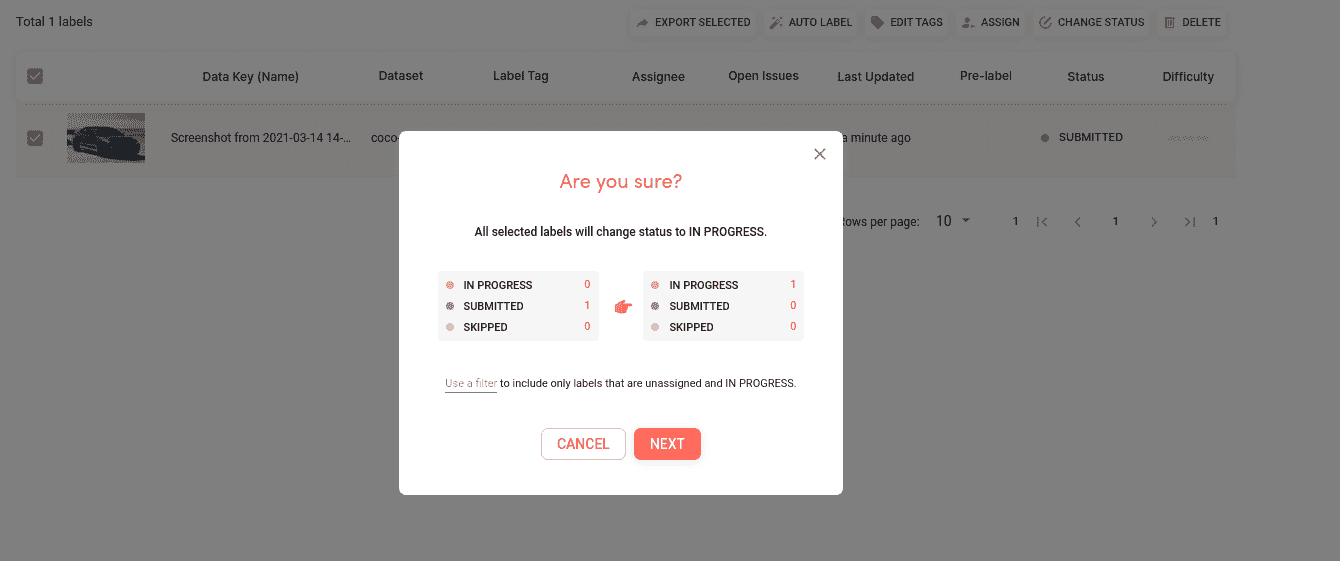 Total 1 labels
EXPORT SELECTED AUTO LABEL EDIT TAGS ASSIGN CHANGE STATUS DELETE
Data Key (Name) Dataset Label Tag Assignee Open Issues Last Updated Pre-label Status Difficulty
Screenshot from 2021-03-14 14-... coco- a minute ago SUBMITTED
Rows per page: 10 1 1 1
Are you sure?
All selected labels will change status to IN PROGRESS.
IN PROGRESS 0 IN PROGRESS 1
SUBMITTED 1 SUBMITTED 0
SKIPPED 0 SKIPPED 0
Use a filter to include only labels that are unassigned and IN PROGRESS.
CANCEL NEXT